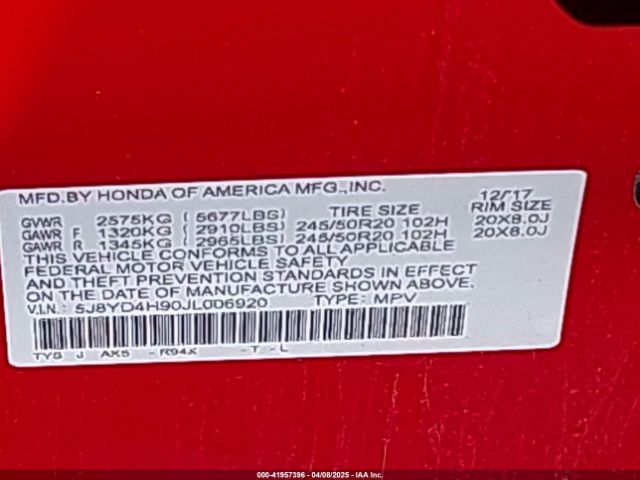 MFD.BY HONDA OF AMERICA MFG.,INC. 12/17
TIRE SIZE RIM SIZE
GVWR 2575KG ( 5677LBS)
GAWR F 1320KG ( 2910LBS) 245/50R20 102H 20X8.0J
GAWR R 1345KG ( 2965LBS) 245/50R20 102H 20X8.0J
THIS VEHICLE CONFORMS TO ALL APPLICABLE
FEDERAL MOTOR VEHICLE SAFETY
AND THEFT PREVENTION STANDARDS IN EFFECT
ON THE DATE OF MANUFACTURE SHOWN ABOVE.
V.I.N.: 5J8YD4H90JL006920 TYPE: MPV
J - T - L
000-41957396 - 04/08/2025 - IAA Inc.